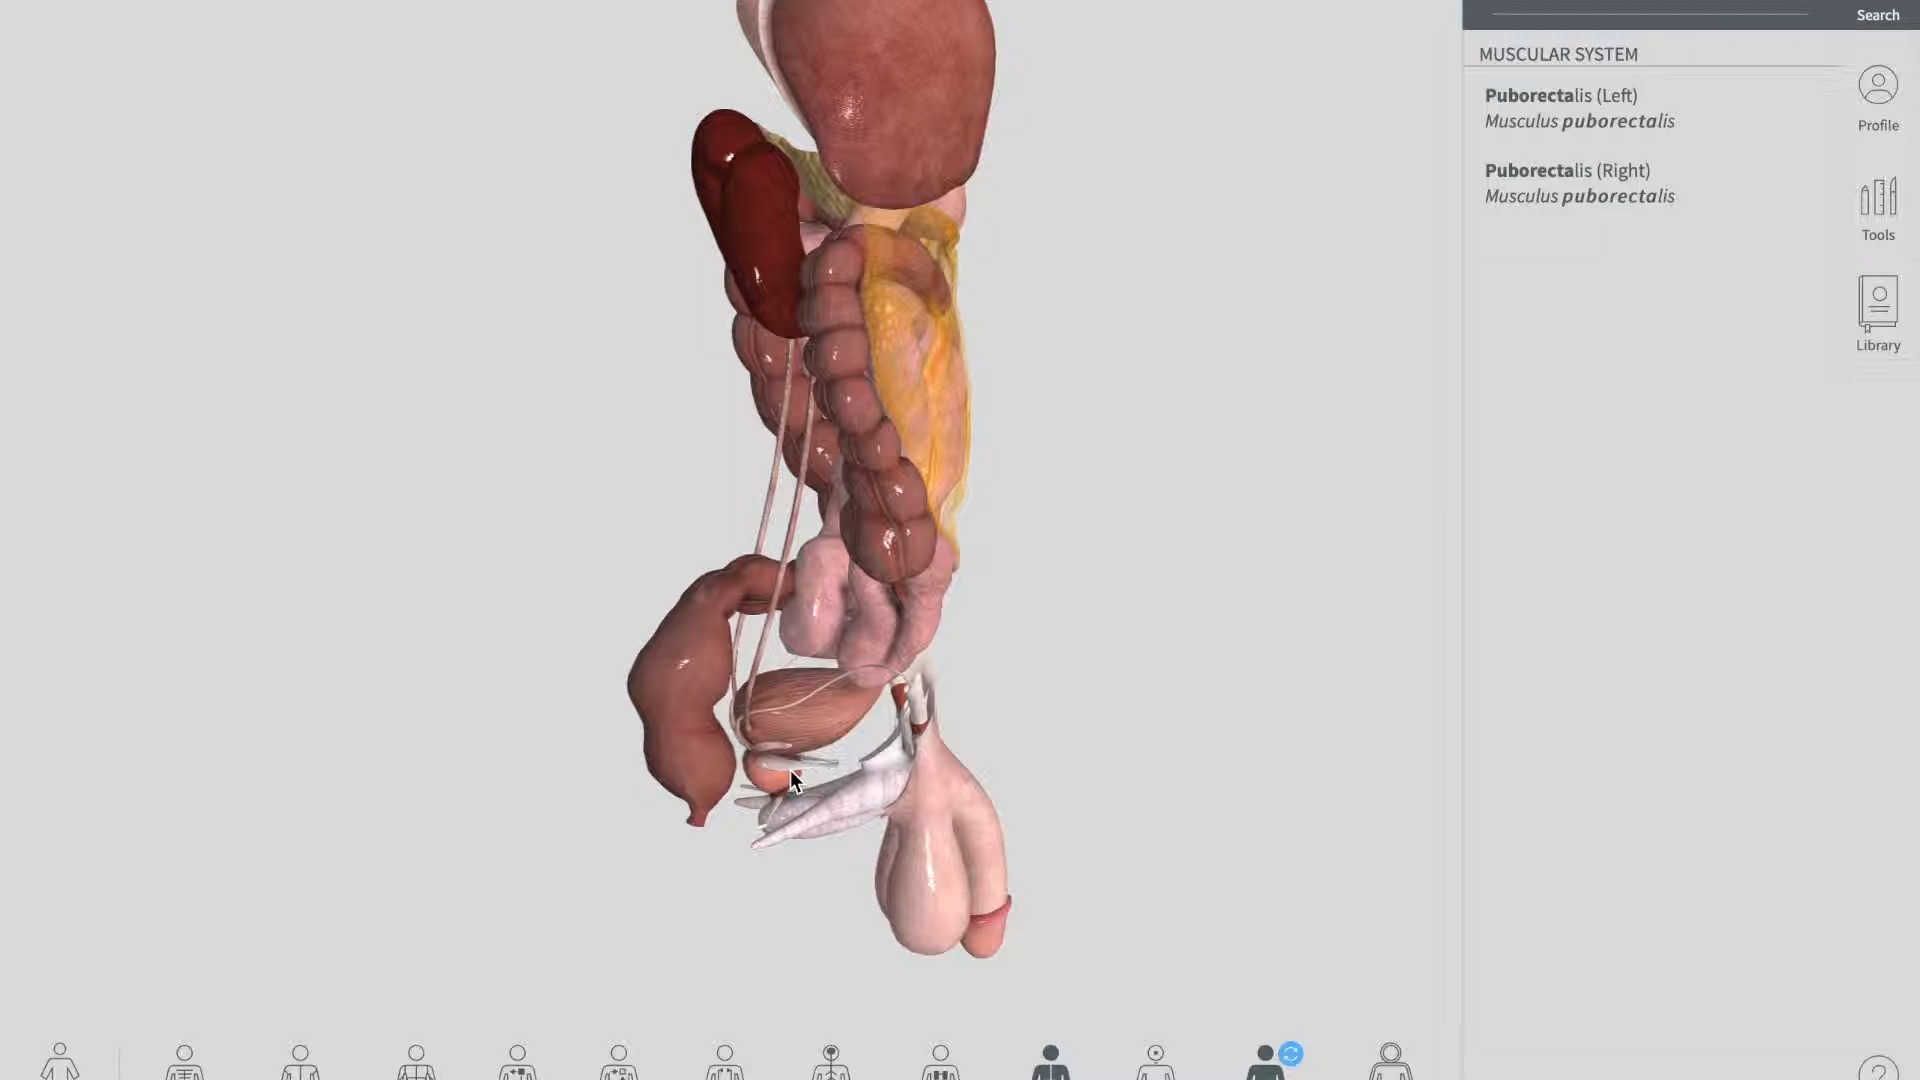 Search
MUSCULAR SYSTEM
Puborectalis (Left)
Musculus puborectalis
Puborectalis (Right)
Musculus puborectalis
Profile
Tools
Library
?